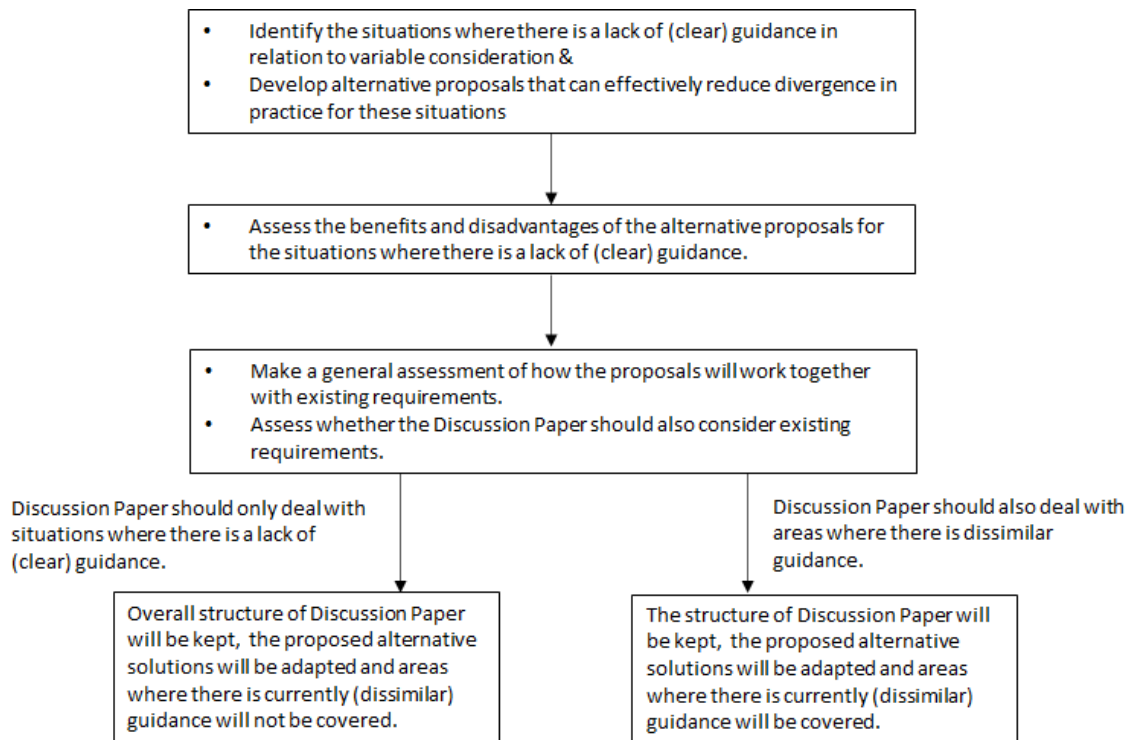 • Identify the situations where there is a lack of (clear) guidance in
relation to variable consideration &
• Develop alternative proposals that can effectively reduce divergence in
practice for these situations
• Assess the benefits and disadvantages of the alternative proposals for
the situations where there is a lack of (clear) guidance.
• Make a general assessment of how the proposals will work together
with existing requirements.
• Assess whether the Discussion Paper should also consider existing
requirements.
Discussion Paper should only deal with
situations where there is a lack of
(clear) guidance.
Discussion Paper should also deal with
areas where there is dissimilar
guidance.
Overall structure of Discussion Paper
will be kept, the proposed alternative
solutions will be adapted and areas
where there is currently (dissimilar)
guidance will not be covered.
The structure of Discussion Paper will
be kept, the proposed alternative
solutions will be adapted and areas
where there is currently (dissimilar)
guidance will be covered.